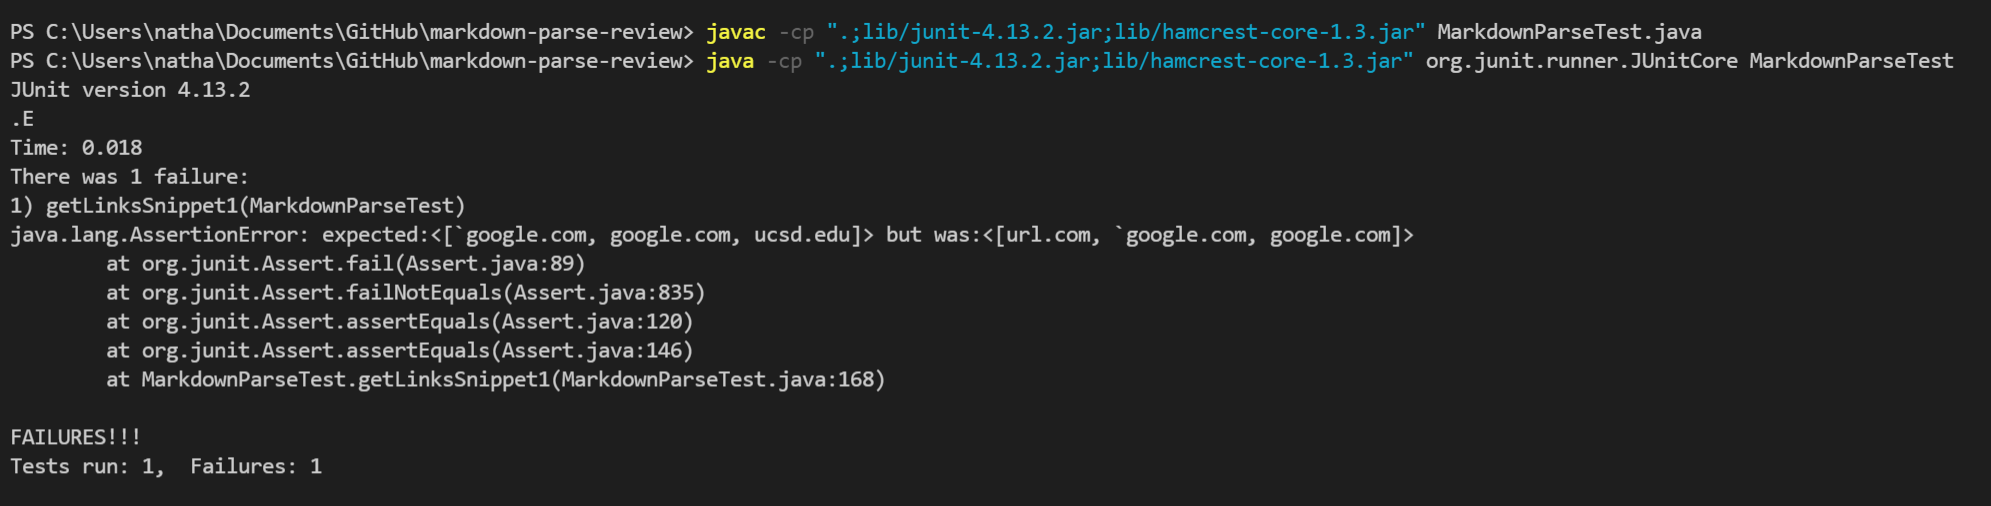 PS C:\Users\natha\Documents\GitHub\markdown-parse-review> javac -cp ".;lib/junit-4.13.2.jar;lib/hamcrest-core-1.3.jar" MarkdownParseTest.java
PS C:\Users\natha\Documents\GitHub\markdown-parse-review> java -cp ".;lib/junit-4.13.2.jar;lib/hamcrest-core-1.3.jar" org.junit.runner.JUnitCore MarkdownParseTest
JUnit version 4.13.2
.E
Time: 0.018
There was 1 failure:
1) getLinksSnippet1(MarkdownParseTest)
java.lang.AssertionError: expected:<[`google.com, google.com, ucsd.edu]> but was:<[url.com, `google.com, google.com]>
        at org.junit.Assert.fail(Assert.java:89)
        at org.junit.Assert.failNotEquals(Assert.java:835)
        at org.junit.Assert.assertEquals(Assert.java:120)
        at org.junit.Assert.assertEquals(Assert.java:146)
        at MarkdownParseTest.getLinksSnippet1(MarkdownParseTest.java:168)

FAILURES!!!
Tests run: 1,  Failures: 1